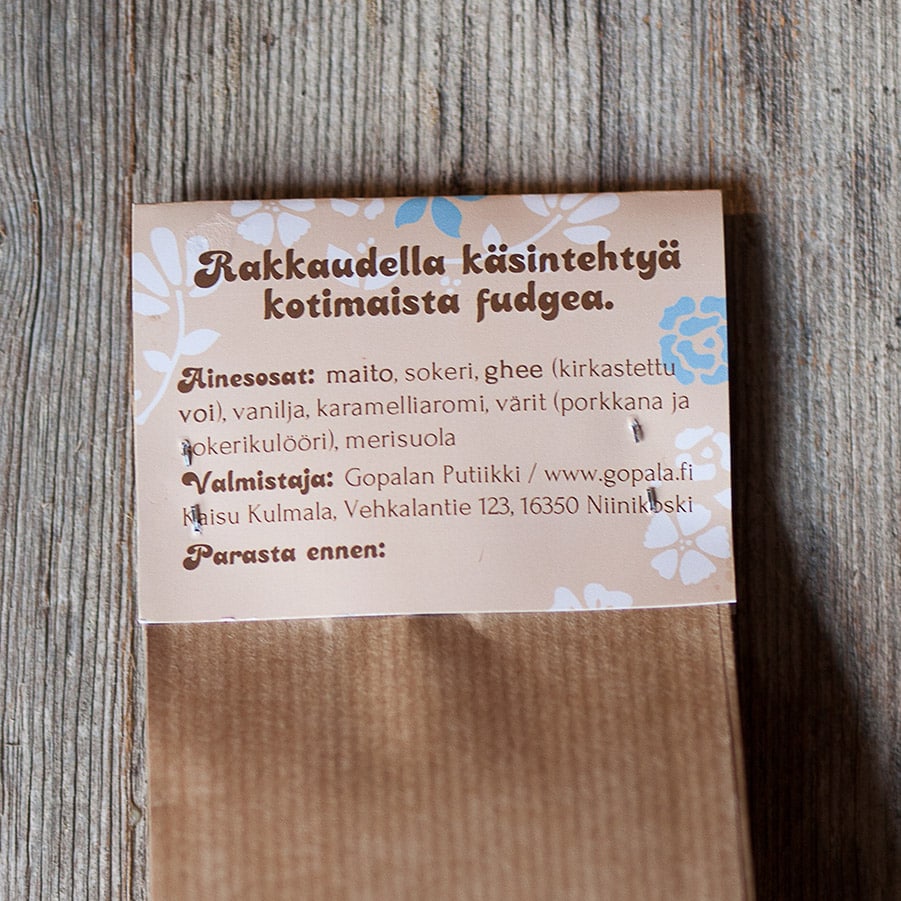 Rakkaudella käsintehtyä
kotimaista fudgea.
Ainesosat: maito, sokeri, ghee (kirkastettu
voi), vanilja, karamelliaromi, värit (porkkana ja
sokerikulööri), merisuola
Valmistaja: Gopalan Putiikki / www.gopala.fi
Kaisu Kulmala, Vehkalantie 123, 16350 Niinikoski
Parasta ennen: